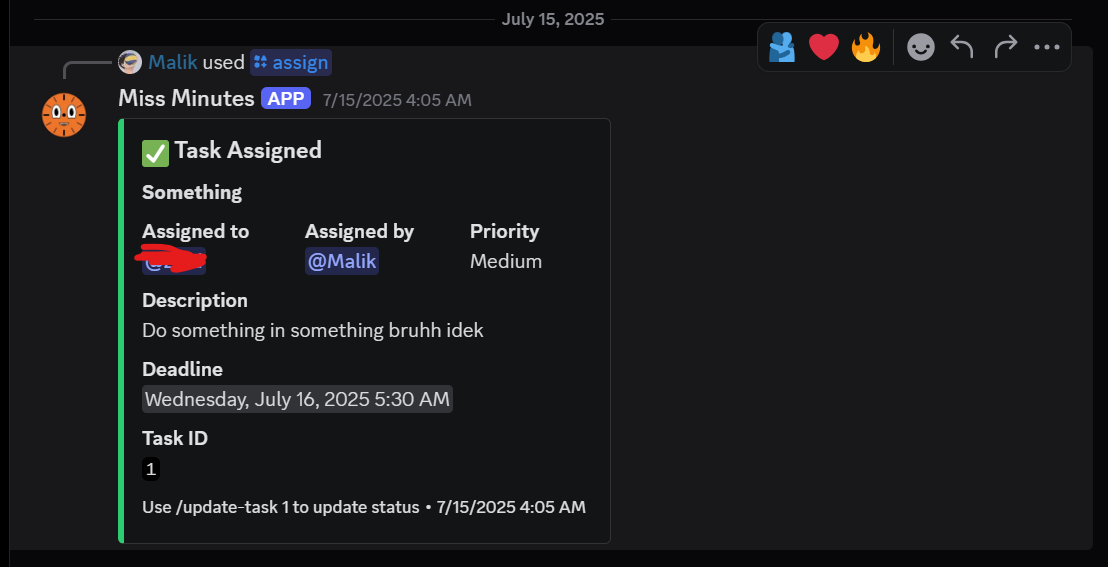 July 15, 2025
Malik used assign
Miss Minutes APP 7/15/2025 4:05 AM
Task Assigned
Something
Assigned to Assigned by Priority
@Malik Medium
Description
Do something in something bruhh idek
Deadline
Wednesday, July 16, 2025 5:30 AM
Task ID
1
Use /update-task 1 to update status • 7/15/2025 4:05 AM